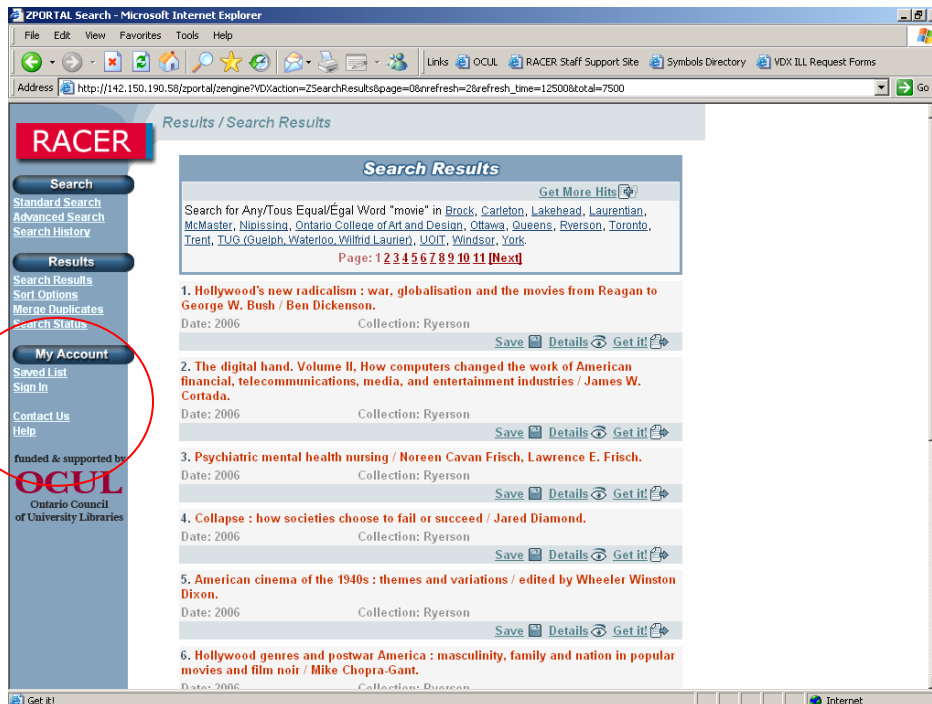 ZPORTAL Search - Microsoft Internet Explorer
File Edit View Favorites Tools Help
Links OCUL RACER Staff Support Site Symbols Directory VDX ILL Request Forms
Address http://142.150.190.58/zportal/zengine?VDXaction=ZSearchResults&page=0&nrefresh=2&refresh_time=12500&total=7500 Go
RACER
Search
Standard Search
Advanced Search
Search History
Results
Search Results
Sort Options
Merge Duplicates
Search Status
My Account
Saved List
Sign In
Contact Us
Help
funded & supported by
OCUL
Ontario Council
of University Libraries
Results / Search Results
Search Results
Get More Hits
Search for Any/Tous Equal/Égal Word "movie" in Brock, Carleton, Lakehead, Laurentian,
McMaster, Nipissing, Ontario College of Art and Design, Ottawa, Queens, Ryerson, Toronto,
Trent, TUG (Guelph, Waterloo, Wilfrid Laurier), UOIT, Windsor, York.
Page: 1 2 3 4 5 6 7 8 9 10 11 [Next]
1. Hollywood's new radicalism : war, globalisation and the movies from Reagan to
George W. Bush / Ben Dickenson.
Date: 2006 Collection: Ryerson
Save Details Get it!
2. The digital hand. Volume II, How computers changed the work of American
financial, telecommunications, media, and entertainment industries / James W.
Cortada.
Date: 2006 Collection: Ryerson
Save Details Get it!
3. Psychiatric mental health nursing / Noreen Cavan Frisch, Lawrence E. Frisch.
Date: 2006 Collection: Ryerson
Save Details Get it!
4. Collapse : how societies choose to fail or succeed / Jared Diamond.
Date: 2006 Collection: Ryerson
Save Details Get it!
5. American cinema of the 1940s : themes and variations / edited by Wheeler Winston
Dixon.
Date: 2006 Collection: Ryerson
Save Details Get it!
6. Hollywood genres and postwar America : masculinity, family and nation in popular
movies and film noir / Mike Chopra-Gant.
Date: 2006 Collection: Ryerson
Get it! Internet